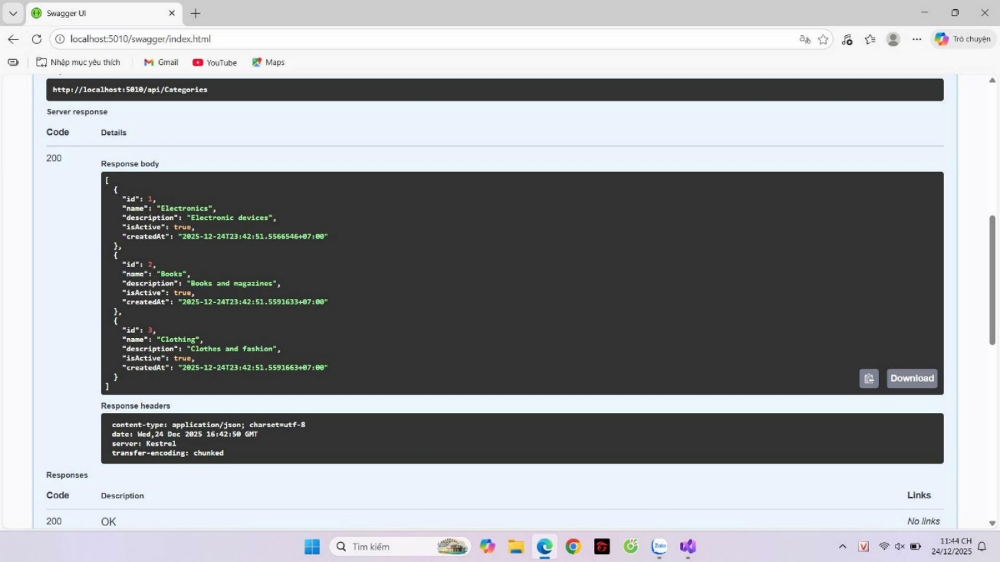 Swagger UI
localhost:5010/swagger/index.html
Trò chuyện
Nhập mục yêu thích
Gmail
YouTube
Maps
http://localhost:5010/api/Categories
Server response
Code Details
200
Response body
[
{
"id": 1,
"name": "Electronics",
"description": "Electronic devices",
"isActive": true,
"createdAt": "2025-12-24T23:42:51.5566546+07:00"
},
{
"id": 2,
"name": "Books",
"description": "Books and magazines",
"isActive": true,
"createdAt": "2025-12-24T23:42:51.5591633+07:00"
},
{
"id": 3,
"name": "Clothing",
"description": "Clothes and fashion",
"isActive": true,
"createdAt": "2025-12-24T23:42:51.5591663+07:00"
}
]
Download
Response headers
content-type: application/json; charset=utf-8
date: Wed,24 Dec 2025 16:42:50 GMT
server: Kestrel
transfer-encoding: chunked
Responses
Code Description Links
200 OK No links
Tìm kiếm
Zalo
V
11:44 CH
24/12/2025